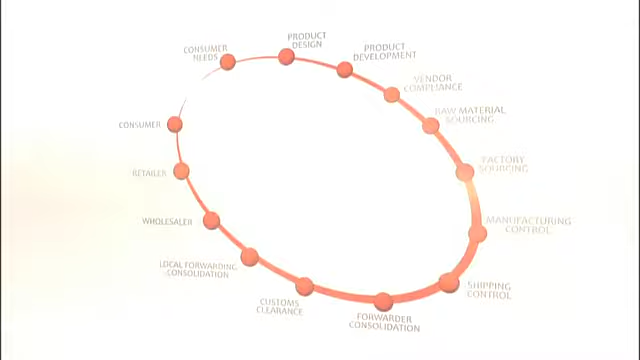 CONSUMER
NEEDS
PRODUCT
DESIGN
PRODUCT
DEVELOPMENT
VENDOR
COMPLIANCE
RAW MATERIAL
SOURCING
FACTORY
SOURCING
MANUFACTURING
CONTROL
SHIPPING
CONTROL
FORWARDER
CONSOLIDATION
CUSTOMS
CLEARANCE
LOCAL FORWARDING
CONSOLIDATION
WHOLESALER
RETAILER
CONSUMER